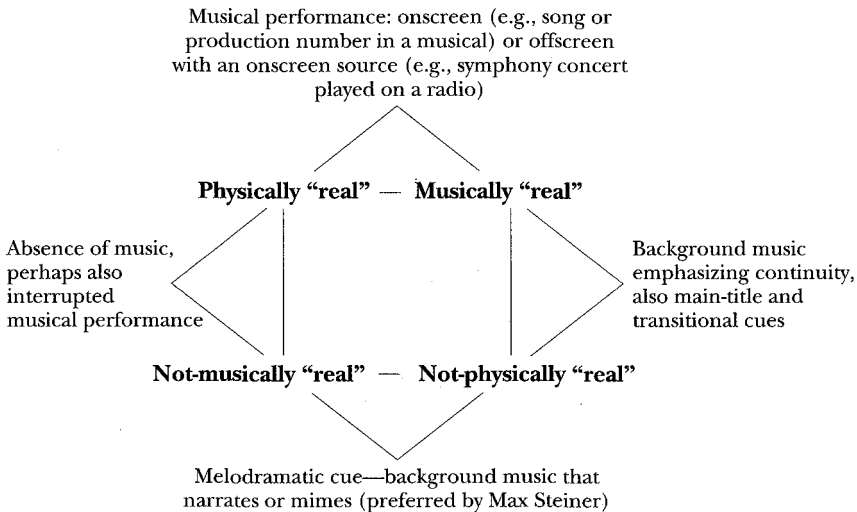 Musical performance: onscreen (e.g., song or
production number in a musical) or offscreen
with an onscreen source (e.g., symphony concert
played on a radio)
Physically “real” — Musically “real”
Absence of music,
perhaps also
interrupted
musical performance
Background music
emphasizing continuity,
also main-title and
transitional cues
Not-musically “real” — Not-physically “real”
Melodramatic cue—background music that
narrates or mimes (preferred by Max Steiner)